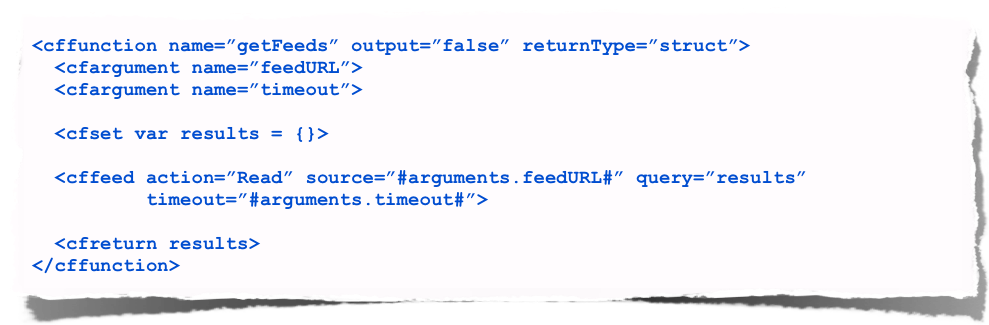 <cffunction name=”getFeeds” output=”false” returnType=”struct”>
<cfargument name=”feedURL”>
<cfargument name=”timeout”>
<cfset var results = {}>
<cffeed action=”Read” source=”#arguments.feedURL#” query=”results”
timeout=”#arguments.timeout#”>
<cfreturn results>
</cffunction>